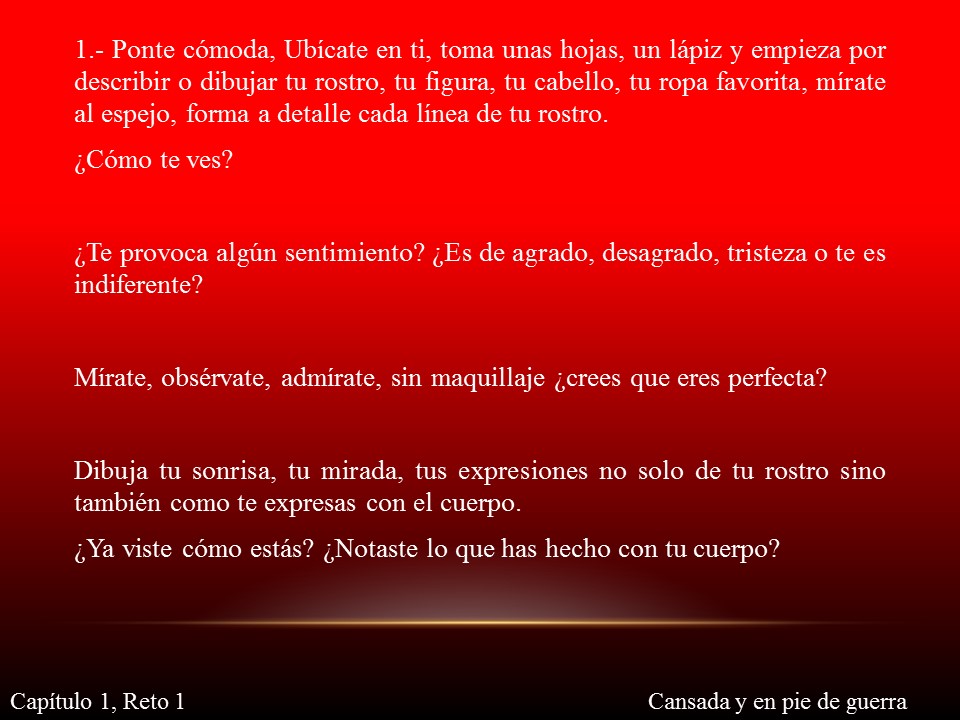 1.- Ponte cómoda, Ubícate en ti, toma unas hojas, un lápiz y empieza por
describir o dibujar tu rostro, tu figura, tu cabello, tu ropa favorita, mírate
al espejo, forma a detalle cada línea de tu rostro.
¿Cómo te ves?
¿Te provoca algún sentimiento? ¿Es de agrado, desagrado, tristeza o te es
indiferente?
Mírate, obsérvate, admírate, sin maquillaje ¿crees que eres perfecta?
Dibuja tu sonrisa, tu mirada, tus expresiones no solo de tu rostro sino
también como te expresas con el cuerpo.
¿Ya viste cómo estás? ¿Notaste lo que has hecho con tu cuerpo?
Capítulo 1, Reto 1
Cansada y en pie de guerra